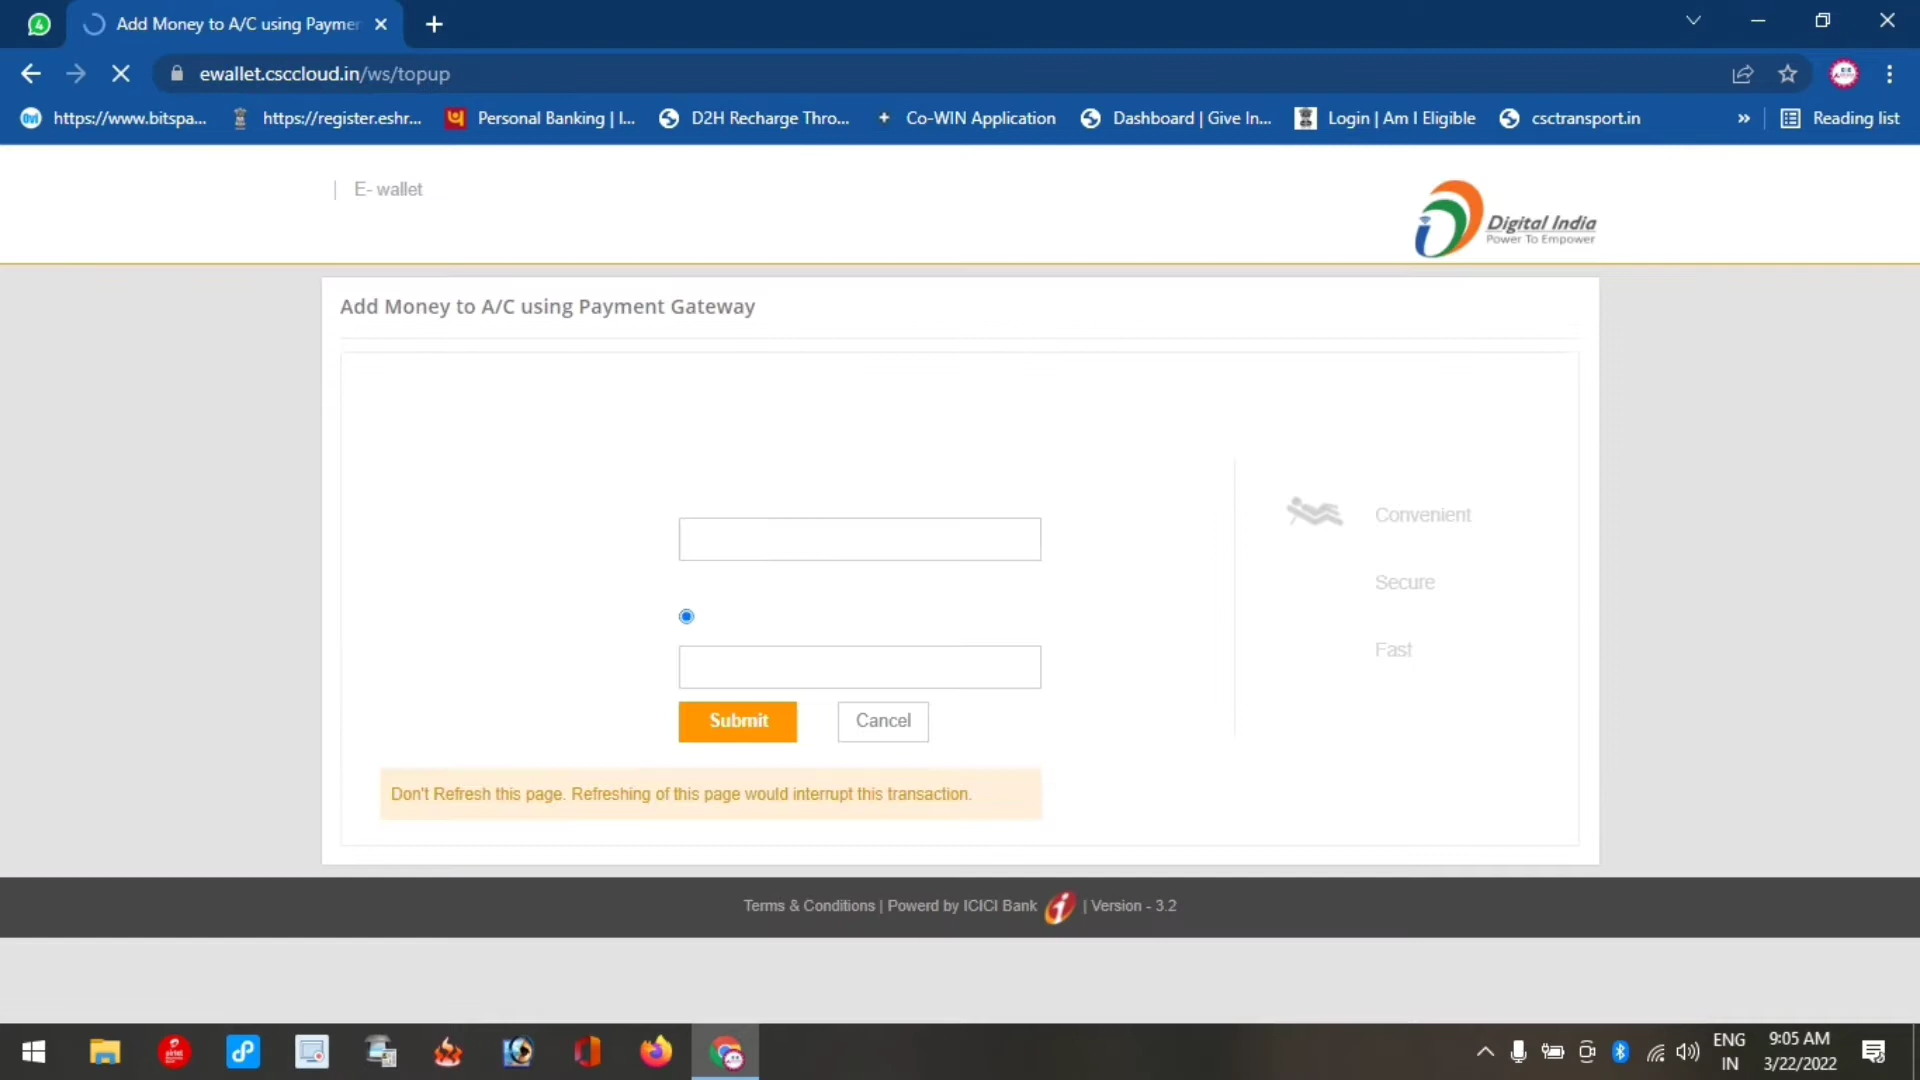 Add Money to A/C using Paymen
ewallet.csccloud.in/ws/topup
https://www.bitspa...
https://register.eshr...
Personal Banking | I...
D2H Recharge Thro...
Co-WIN Application
Dashboard | Give In...
Login | Am I Eligible
csctransport.in
»
Reading list
| E- wallet
Digital India
Power To Empower
Add Money to A/C using Payment Gateway
Convenient
Secure
Fast
Submit
Cancel
Don't Refresh this page. Refreshing of this page would interrupt this transaction.
Terms & Conditions | Powerd by ICICI Bank | Version - 3.2
airtel
ENG
IN
9:05 AM
3/22/2022